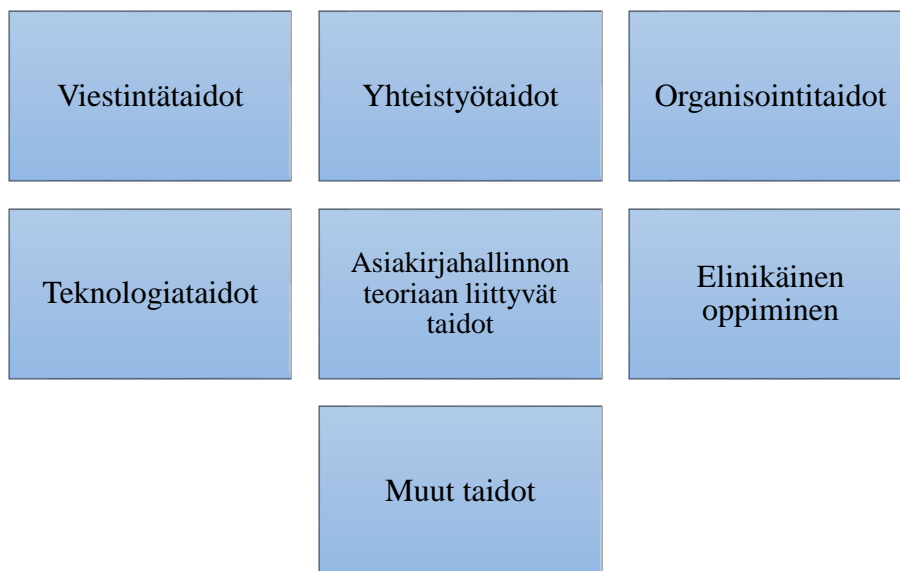 Viestintätaidot
Yhteistyötaidot
Organisointitaidot
Teknologiataidot
Asiakirjahallinnon
teoriaan liittyvät
taidot
Elinikäinen
oppiminen
Muut taidot